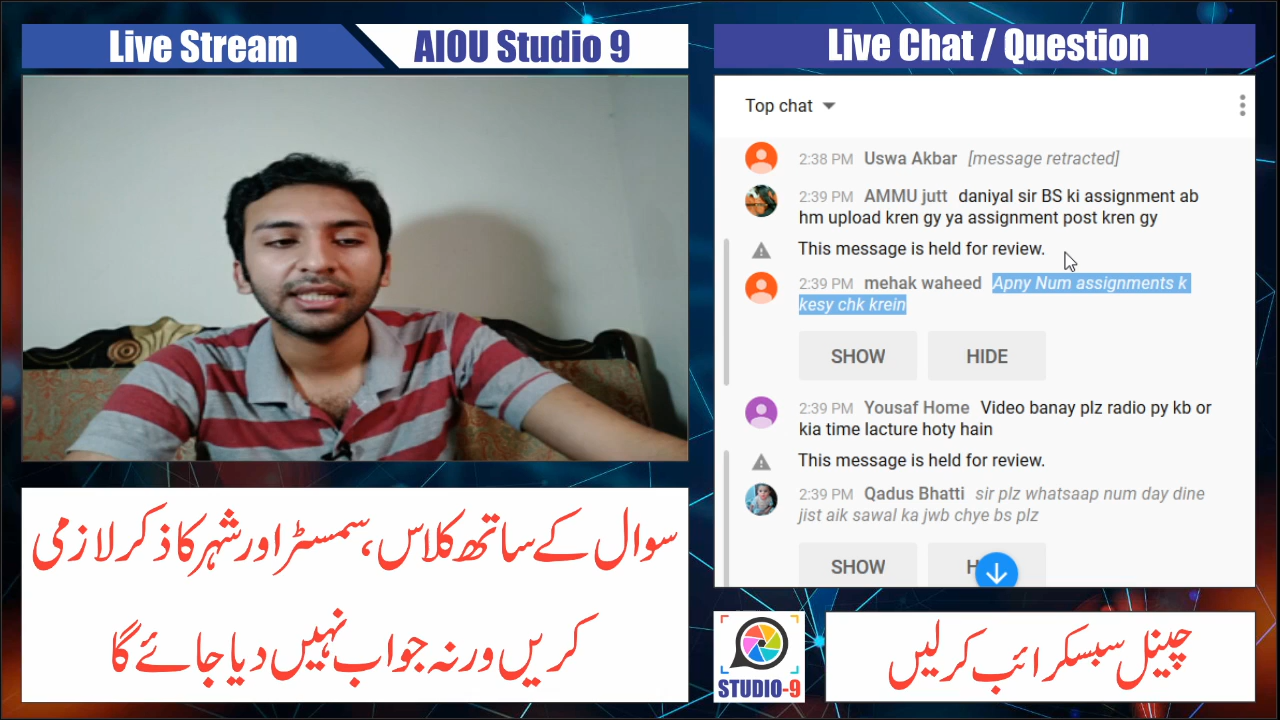 Live Stream
AIOU Studio 9
Live Chat / Question
Top chat
2:38 PM Uswa Akbar [message retracted]
2:39 PM AMMU jutt daniyal sir BS ki assignment ab
hm upload kren gy ya assignment post kren gy
This message is held for review.
2:39 PM mehak waheed Apny Num assignments k
kesy chk krein
SHOW HIDE
2:39 PM Yousaf Home Video banay plz radio py kb or
kia time lacture hoty hain
This message is held for review.
2:39 PM Qadus Bhatti sir plz whatsaap num day dine
jist aik sawal ka jwb chye bs plz
SHOW H
سوال کے ساتھ کلاس، سمسٹر اور شہر کا ذکر لازمی
کریں ورنہ جواب نہیں دیا جائے گا
STUDIO-9
چینل سبسکرائب کر لیں